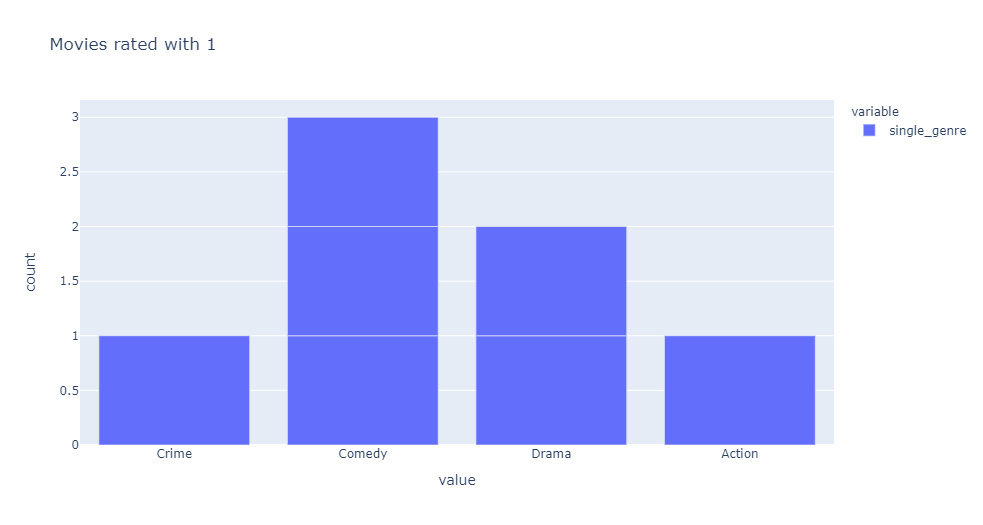 Movies rated with 1
variable
single_genre
count
3
2.5
2
1.5
1
0.5
0
Crime
Comedy
Drama
Action
value